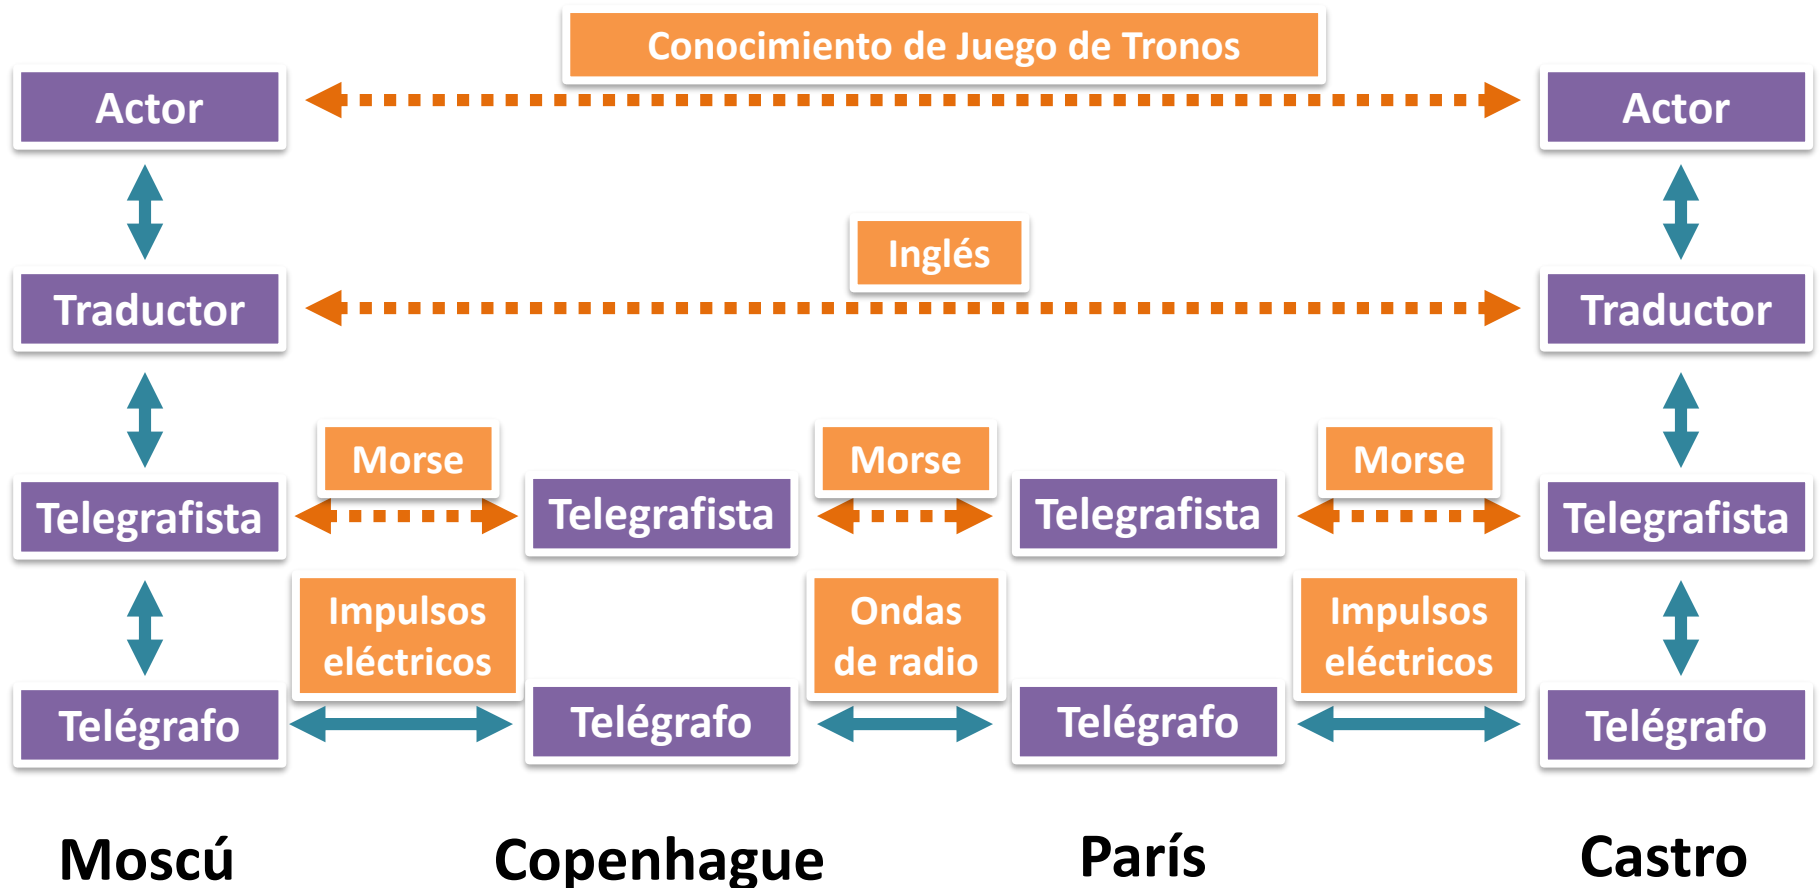 Conocimiento de Juego de Tronos
Actor
Actor
Inglés
Traductor
Traductor
Morse
Morse
Morse
Telegrafista
Telegrafista
Telegrafista
Telegrafista
Impulsos
eléctricos
Ondas
de radio
Impulsos
eléctricos
Telégrafo
Telégrafo
Telégrafo
Telégrafo
Moscú
Copenhague
París
Castro